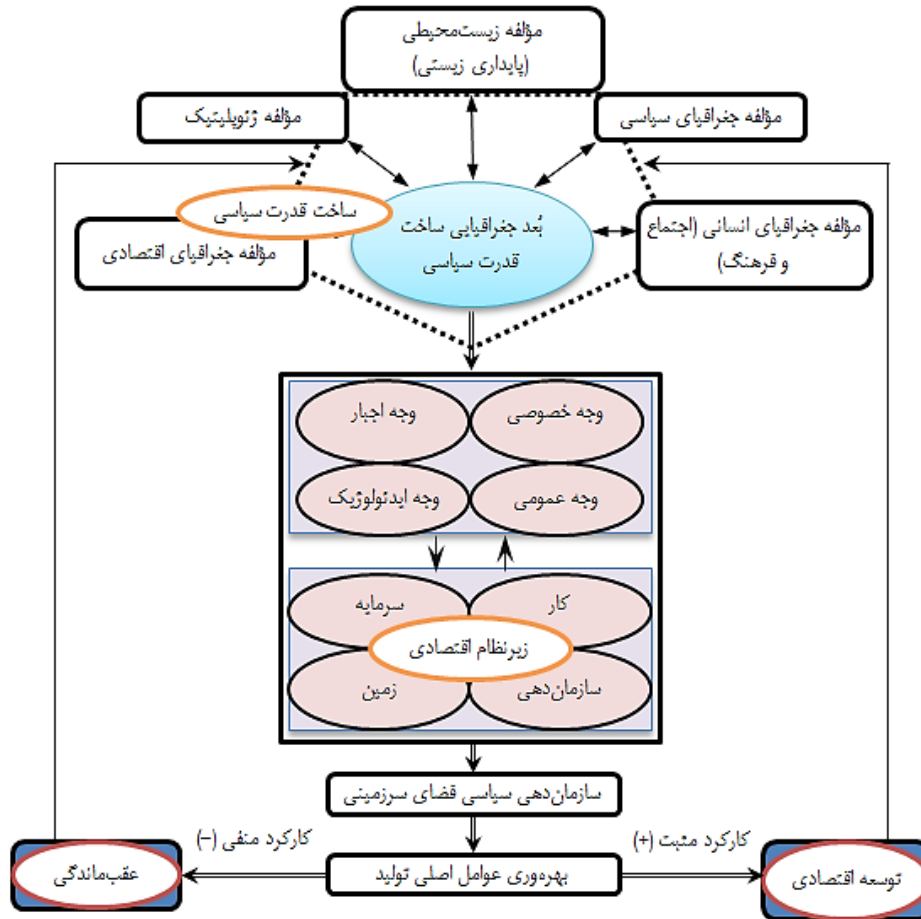 مؤلفه زیست‌محیطی
(پایداری زیستی)
مؤلفه جغرافیای سیاسی
مؤلفه ژئوپلیتیک
ساخت قدرت سیاسی
مؤلفه جغرافیای انسانی (اجتماع
و فرهنگ)
بُعد جغرافیایی ساخت
قدرت سیاسی
مؤلفه جغرافیای اقتصادی
وجه خصوصی
وجه اجبار
وجه عمومی
وجه ایدئولوژیک
کار
سرمایه
زیرنظام اقتصادی
سازمان‌دهی
زمین
سازمان‌دهی سیاسی فضای سرزمینی
کارکرد مثبت (+)
کارکرد منفی (–)
توسعه اقتصادی
بهره‌وری عوامل اصلی تولید
عقب‌ماندگی